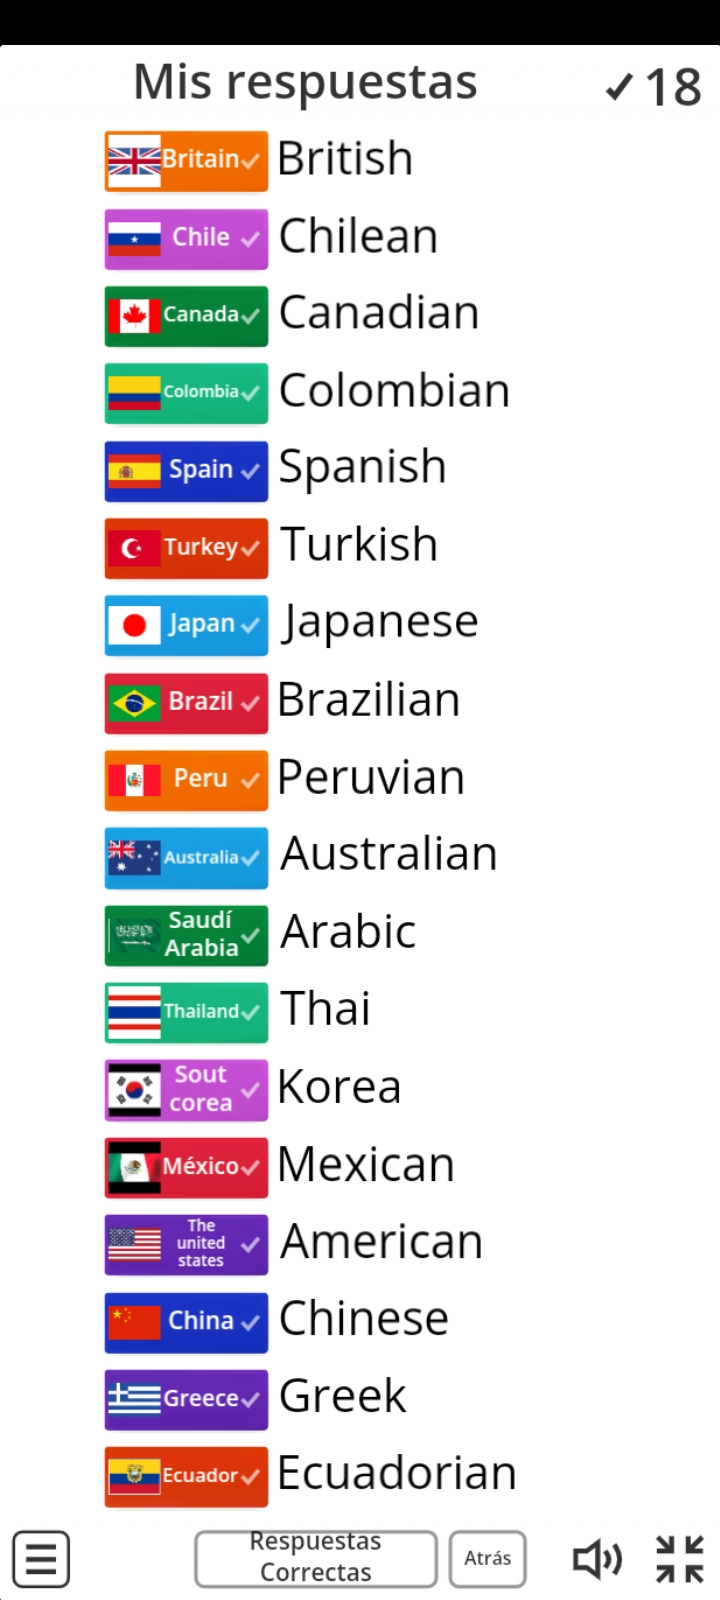 Mis respuestas ✓18
Britain✓ British
Chile ✓ Chilean
Canada✓ Canadian
Colombia✓ Colombian
Spain ✓ Spanish
Turkey✓ Turkish
Japan ✓ Japanese
Brazil ✓ Brazilian
Peru ✓ Peruvian
Australia✓ Australian
Saudí
Arabia✓ Arabic
Thailand✓ Thai
Sout
corea ✓ Korea
México✓ Mexican
The
united
states ✓ American
China ✓ Chinese
Greece✓ Greek
Ecuador✓ Ecuadorian
Respuestas
Correctas
Atrás